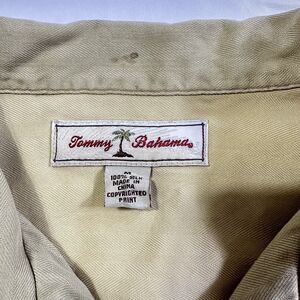 Tommy Bahama
M
100% SILK
MADE IN
CHINA
COPYRIGHTED
PRINT